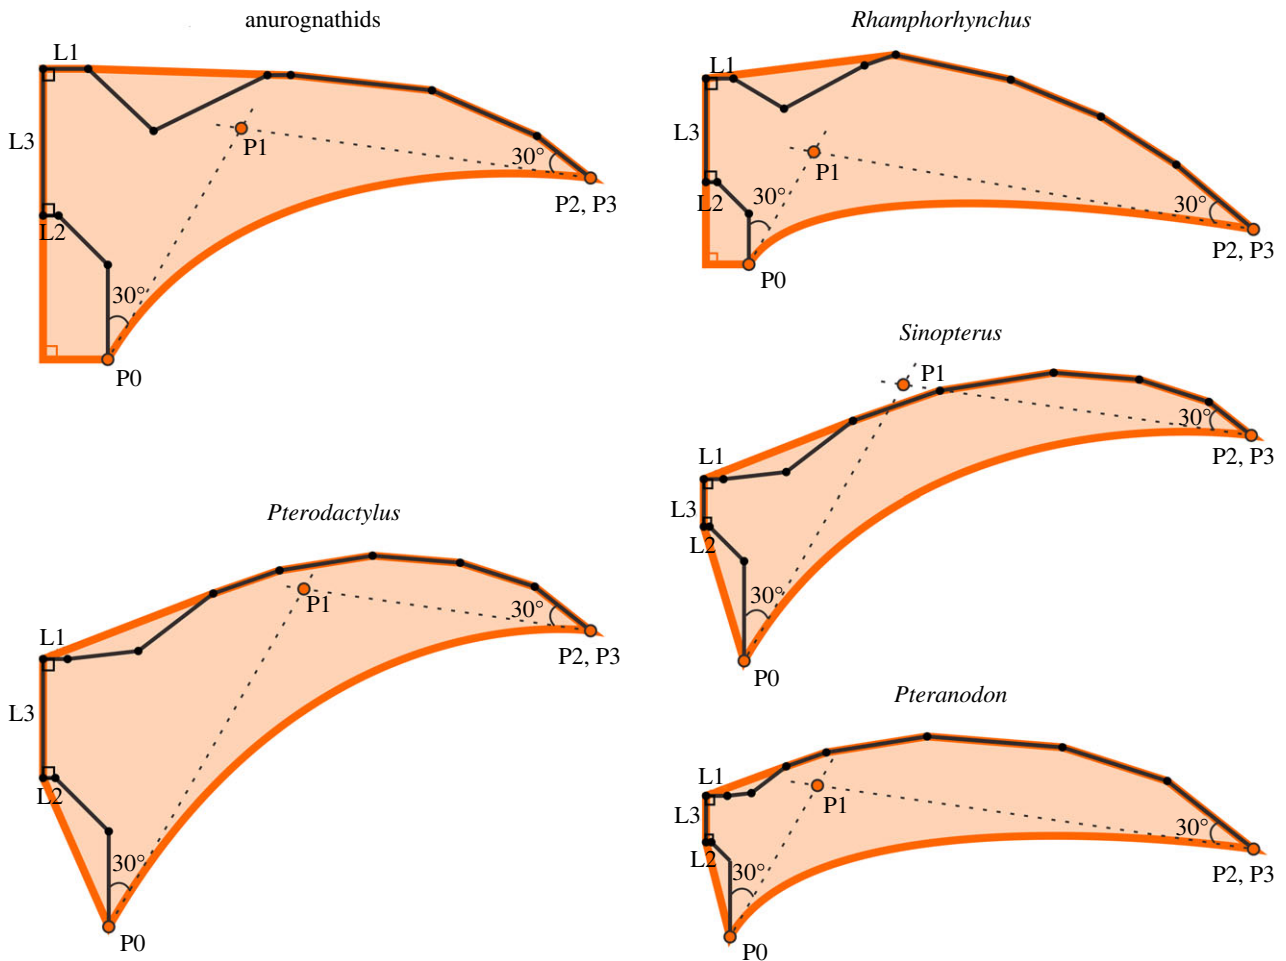 anurognathids
L1
L3
P1
30°
P2, P3
L2
30°
P0
Rhamphorhynchus
L1
L3
P1
30°
30°
L2
P2, P3
P0
Sinopterus
P1
30°
L1
P2, P3
L3
L2
30°
P0
Pterodactylus
P1
30°
L1
P2, P3
L3
L2
30°
P0
Pteranodon
L1
P1
L3
30°
L2
30°
P2, P3
P0